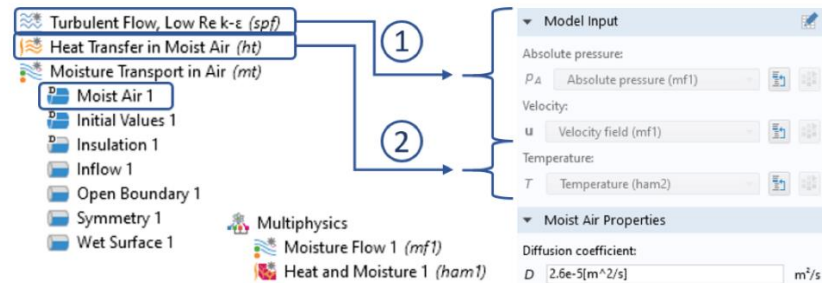 Turbulent Flow, Low Re k-ε (spf)
Heat Transfer in Moist Air (ht)
Moisture Transport in Air (mt)
Moist Air 1
Initial Values 1
Insulation 1
Inflow 1
Open Boundary 1
Symmetry 1
Wet Surface 1
Multiphysics
Moisture Flow 1 (mf1)
Heat and Moisture 1 (ham1)
1
2
Model Input
Absolute pressure:
pA Absolute pressure (mf1)
Velocity:
u Velocity field (mf1)
Temperature:
T Temperature (ham2)
Moist Air Properties
Diffusion coefficient:
D 2.6e-5[m^2/s] m²/s